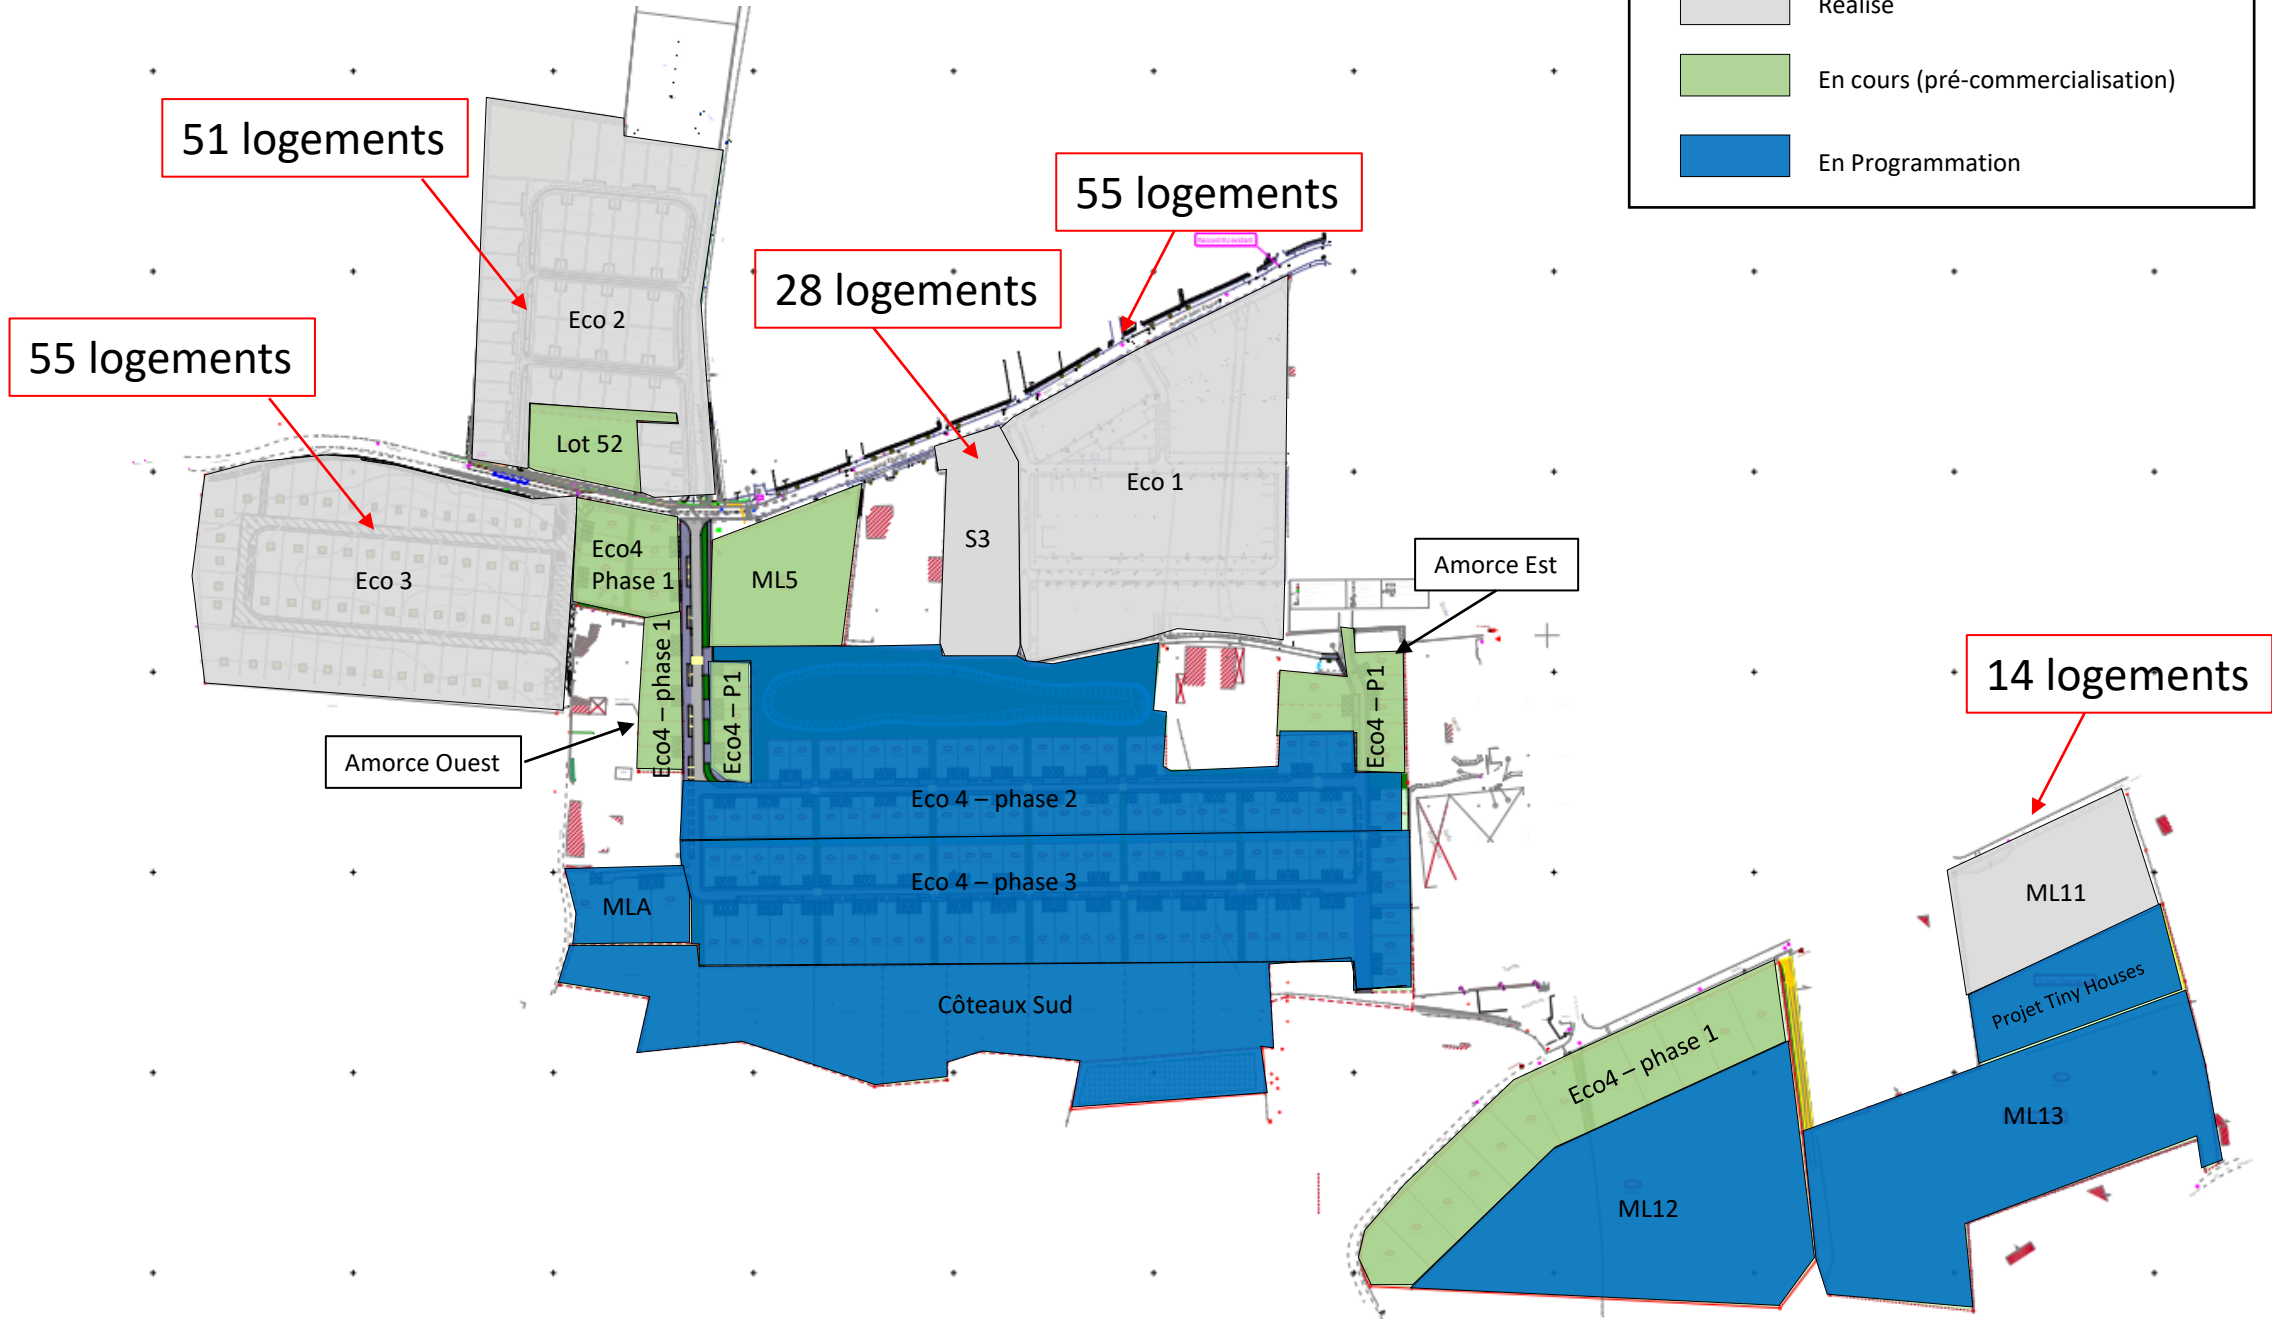 Réalisé
En cours (pré-commercialisation)
En Programmation
51 logements
55 logements
28 logements
55 logements
Eco 2
Lot 52
Eco 1
S3
Eco4
Phase 1
ML5
Eco 3
Amorce Est
Eco4 – phase 1
Eco4 – P1
Eco4 – P1
14 logements
Amorce Ouest
Eco 4 – phase 2
Eco 4 – phase 3
MLA
ML11
Côteaux Sud
Projet Tiny Houses
Eco4 – phase 1
ML13
ML12